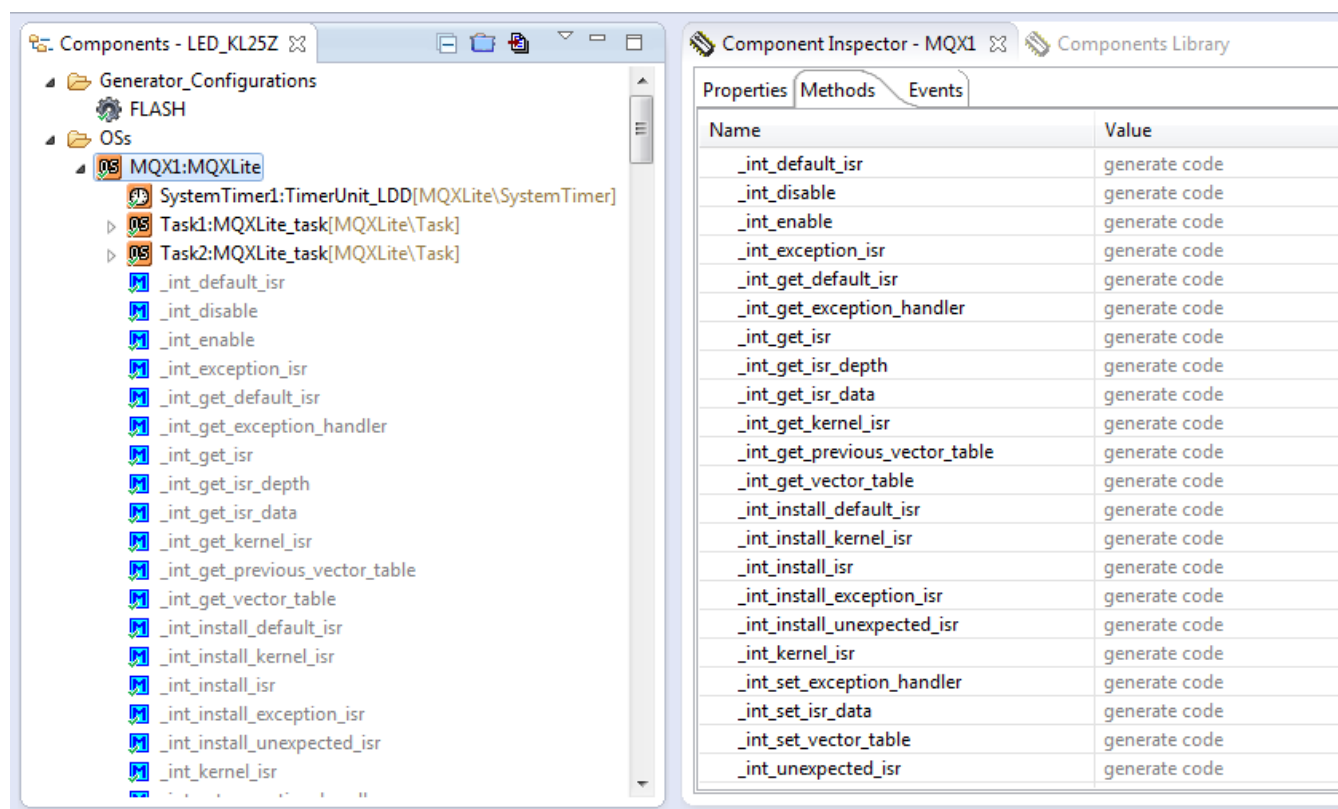 Components - LED_KL25Z
Generator_Configurations
FLASH
OSs
MQX1:MQXLite
SystemTimer1:TimerUnit_LDD[MQXLite\SystemTimer]
Task1:MQXLite_task[MQXLite\Task]
Task2:MQXLite_task[MQXLite\Task]
_int_default_isr
_int_disable
_int_enable
_int_exception_isr
_int_get_default_isr
_int_get_exception_handler
_int_get_isr
_int_get_isr_depth
_int_get_isr_data
_int_get_kernel_isr
_int_get_previous_vector_table
_int_get_vector_table
_int_install_default_isr
_int_install_kernel_isr
_int_install_isr
_int_install_exception_isr
_int_install_unexpected_isr
_int_kernel_isr
Component Inspector - MQX1 Components Library
Properties Methods Events
Name Value
_int_default_isr generate code
_int_disable generate code
_int_enable generate code
_int_exception_isr generate code
_int_get_default_isr generate code
_int_get_exception_handler generate code
_int_get_isr generate code
_int_get_isr_depth generate code
_int_get_isr_data generate code
_int_get_kernel_isr generate code
_int_get_previous_vector_table generate code
_int_get_vector_table generate code
_int_install_default_isr generate code
_int_install_kernel_isr generate code
_int_install_isr generate code
_int_install_exception_isr generate code
_int_install_unexpected_isr generate code
_int_kernel_isr generate code
_int_set_exception_handler generate code
_int_set_isr_data generate code
_int_set_vector_table generate code
_int_unexpected_isr generate code